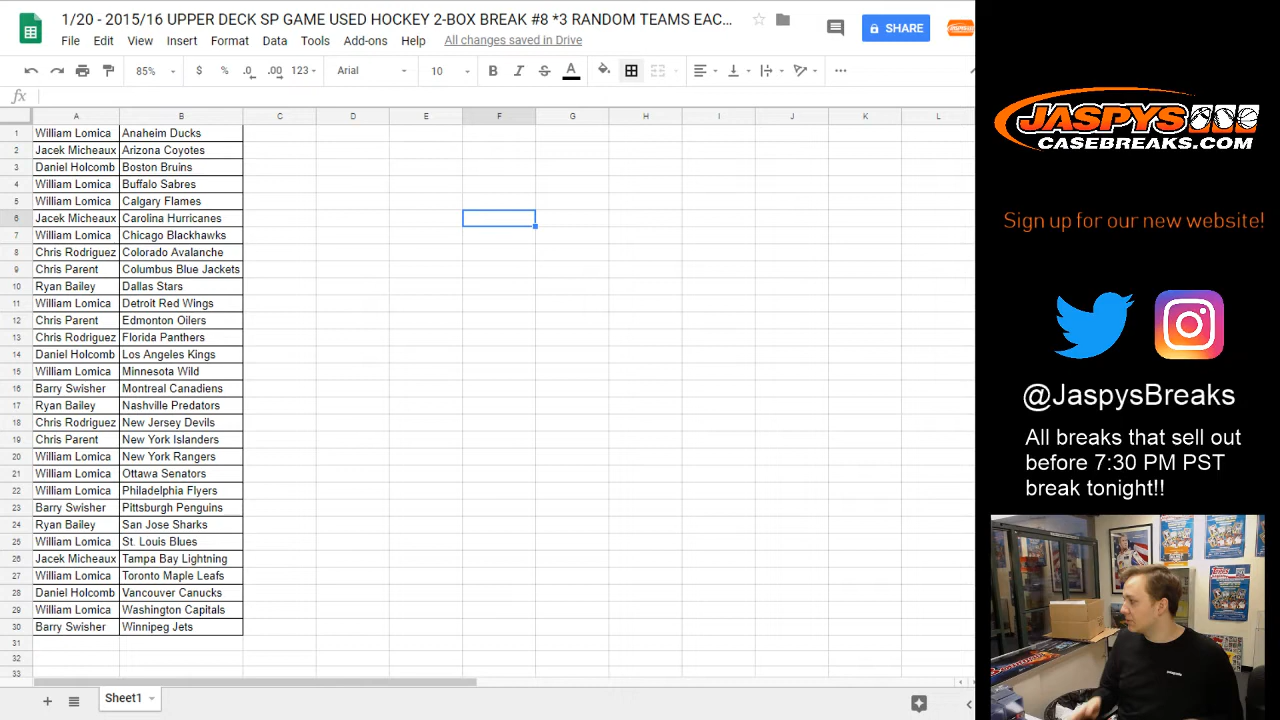 1/20 - 2015/16 UPPER DECK SP GAME USED HOCKEY 2-BOX BREAK #8 *3 RANDOM TEAMS EAC...
File Edit View Insert Format Data Tools Add-ons Help All changes saved in Drive
SHARE
85% $ % .0 .00 123 Arial 10 B I S A
fx
A B C D E F G H I J K L
1 William Lomica Anaheim Ducks
2 Jacek Micheaux Arizona Coyotes
3 Daniel Holcomb Boston Bruins
4 William Lomica Buffalo Sabres
5 William Lomica Calgary Flames
6 Jacek Micheaux Carolina Hurricanes
7 William Lomica Chicago Blackhawks
8 Chris Rodriguez Colorado Avalanche
9 Chris Parent Columbus Blue Jackets
10 Ryan Bailey Dallas Stars
11 William Lomica Detroit Red Wings
12 Chris Parent Edmonton Oilers
13 Chris Rodriguez Florida Panthers
14 Daniel Holcomb Los Angeles Kings
15 William Lomica Minnesota Wild
16 Barry Swisher Montreal Canadiens
17 Ryan Bailey Nashville Predators
18 Chris Rodriguez New Jersey Devils
19 Chris Parent New York Islanders
20 William Lomica New York Rangers
21 William Lomica Ottawa Senators
22 William Lomica Philadelphia Flyers
23 Barry Swisher Pittsburgh Penguins
24 Ryan Bailey San Jose Sharks
25 William Lomica St. Louis Blues
26 Jacek Micheaux Tampa Bay Lightning
27 William Lomica Toronto Maple Leafs
28 Daniel Holcomb Vancouver Canucks
29 William Lomica Washington Capitals
30 Barry Swisher Winnipeg Jets
31
32
33
Sheet1
JASPYS
CASEBREAKS.COM
Sign up for our new website!
@JaspysBreaks
All breaks that sell out
before 7:30 PM PST
break tonight!!